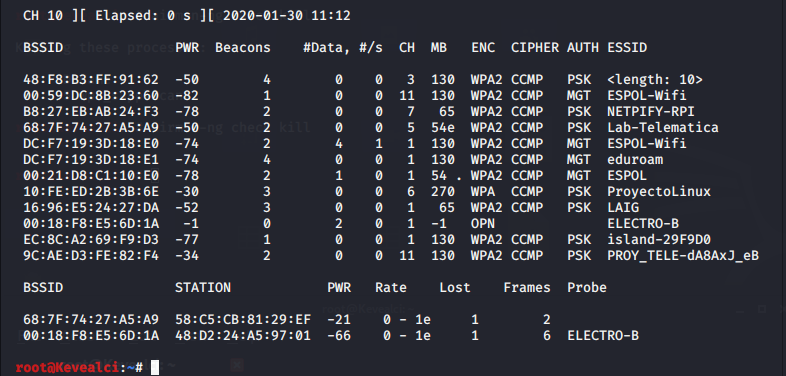 CH 10 ][ Elapsed: 0 s ][ 2020-01-30 11:12
BSSID PWR Beacons #Data, #/s CH MB ENC CIPHER AUTH ESSID
48:F8:B3:FF:91:62 -50 4 0 0 3 130 WPA2 CCMP PSK <length: 10>
00:59:DC:8B:23:60 -82 1 0 0 11 130 WPA2 CCMP MGT ESPOL-Wifi
B8:27:EB:AB:24:F3 -78 2 0 0 7 65 WPA2 CCMP PSK NETPIFY-RPI
68:7F:74:27:A5:A9 -50 2 0 0 5 54e WPA2 CCMP PSK Lab-Telematica
DC:F7:19:3D:18:E0 -74 2 4 1 1 130 WPA2 CCMP MGT ESPOL-Wifi
DC:F7:19:3D:18:E1 -74 4 0 0 1 130 WPA2 CCMP MGT eduroam
00:21:D8:C1:10:E0 -78 2 1 0 1 54 . WPA2 CCMP MGT ESPOL
10:FE:ED:2B:3B:6E -30 3 0 0 6 270 WPA CCMP PSK ProyectoLinux
16:96:E5:24:27:DA -52 3 0 0 1 65 WPA2 CCMP PSK LAIG
00:18:F8:E5:6D:1A -1 0 2 0 1 -1 OPN ELECTRO-B
EC:8C:A2:69:F9:D3 -77 1 0 0 1 130 WPA2 CCMP PSK island-29F9D0
9C:AE:D3:FE:82:F4 -34 2 0 0 11 130 WPA2 CCMP PSK PROY_TELE-dA8AxJ_eB
BSSID STATION PWR Rate Lost Frames Probe
68:7F:74:27:A5:A9 58:C5:CB:81:29:EF -21 0 - 1e 1 2
00:18:F8:E5:6D:1A 48:D2:24:A5:97:01 -66 0 - 1e 1 6 ELECTRO-B
root@Kevealci:~#